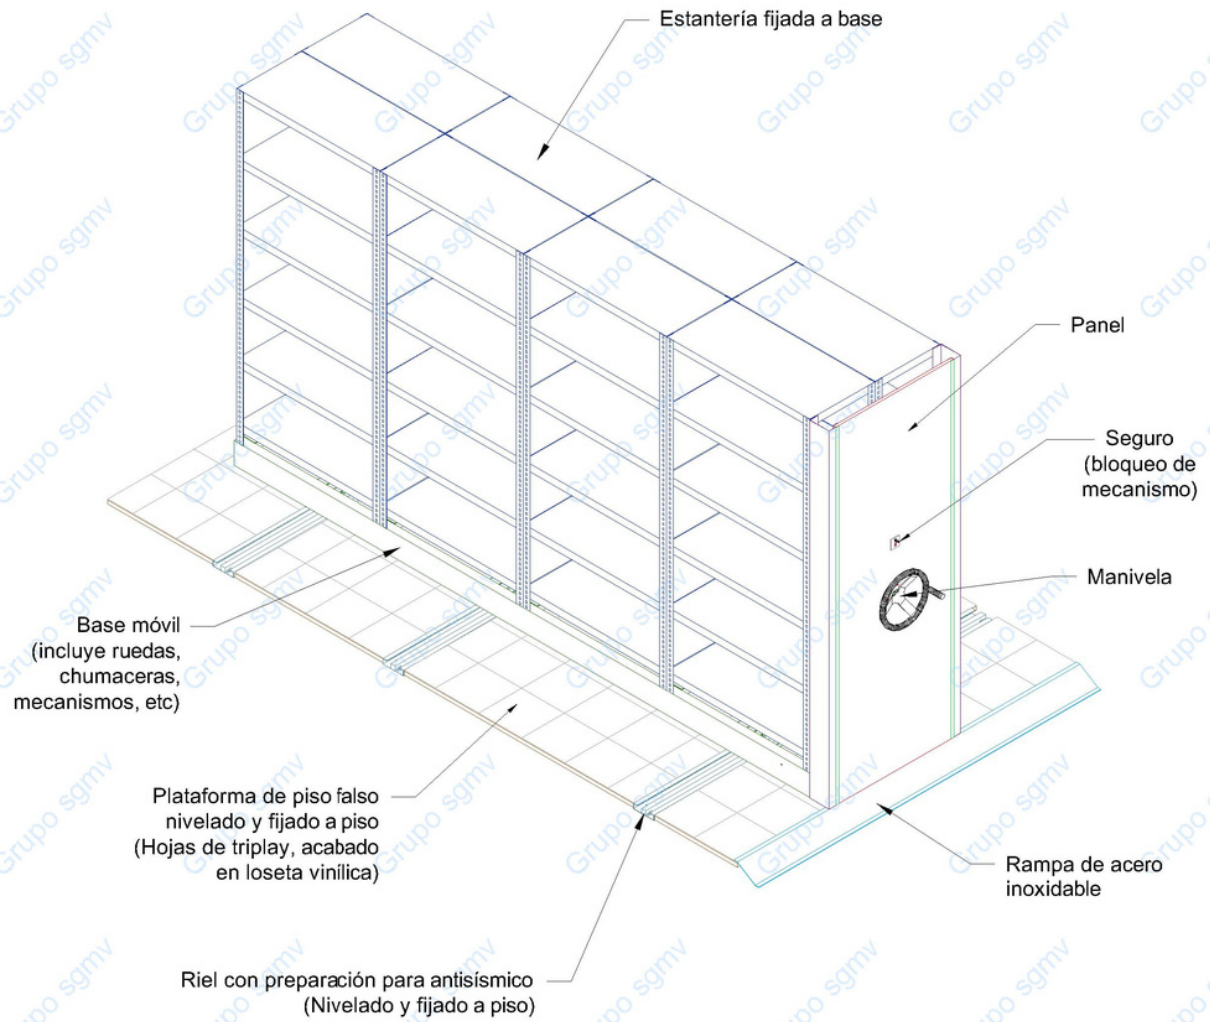 Estantería fijada a base
Panel
Seguro
(bloqueo de
mecanismo)
Manivela
Base móvil
(incluye ruedas,
chumaceras,
mecanismos, etc)
Plataforma de piso falso
nivelado y fijado a piso
(Hojas de triplay, acabado
en loseta vinílica)
Rampa de acero
inoxidable
Riel con preparación para antisísmico
(Nivelado y fijado a piso)
Grupo sgmv